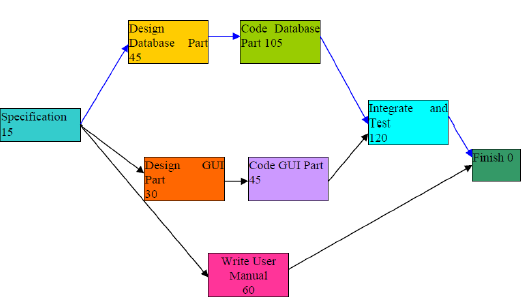 Design
Database Part
45
Code Database
Part 105
Specification
15
Integrate and
Test
120
Design GUI
Part
30
Code GUI Part
45
Finish 0
Write User
Manual
60